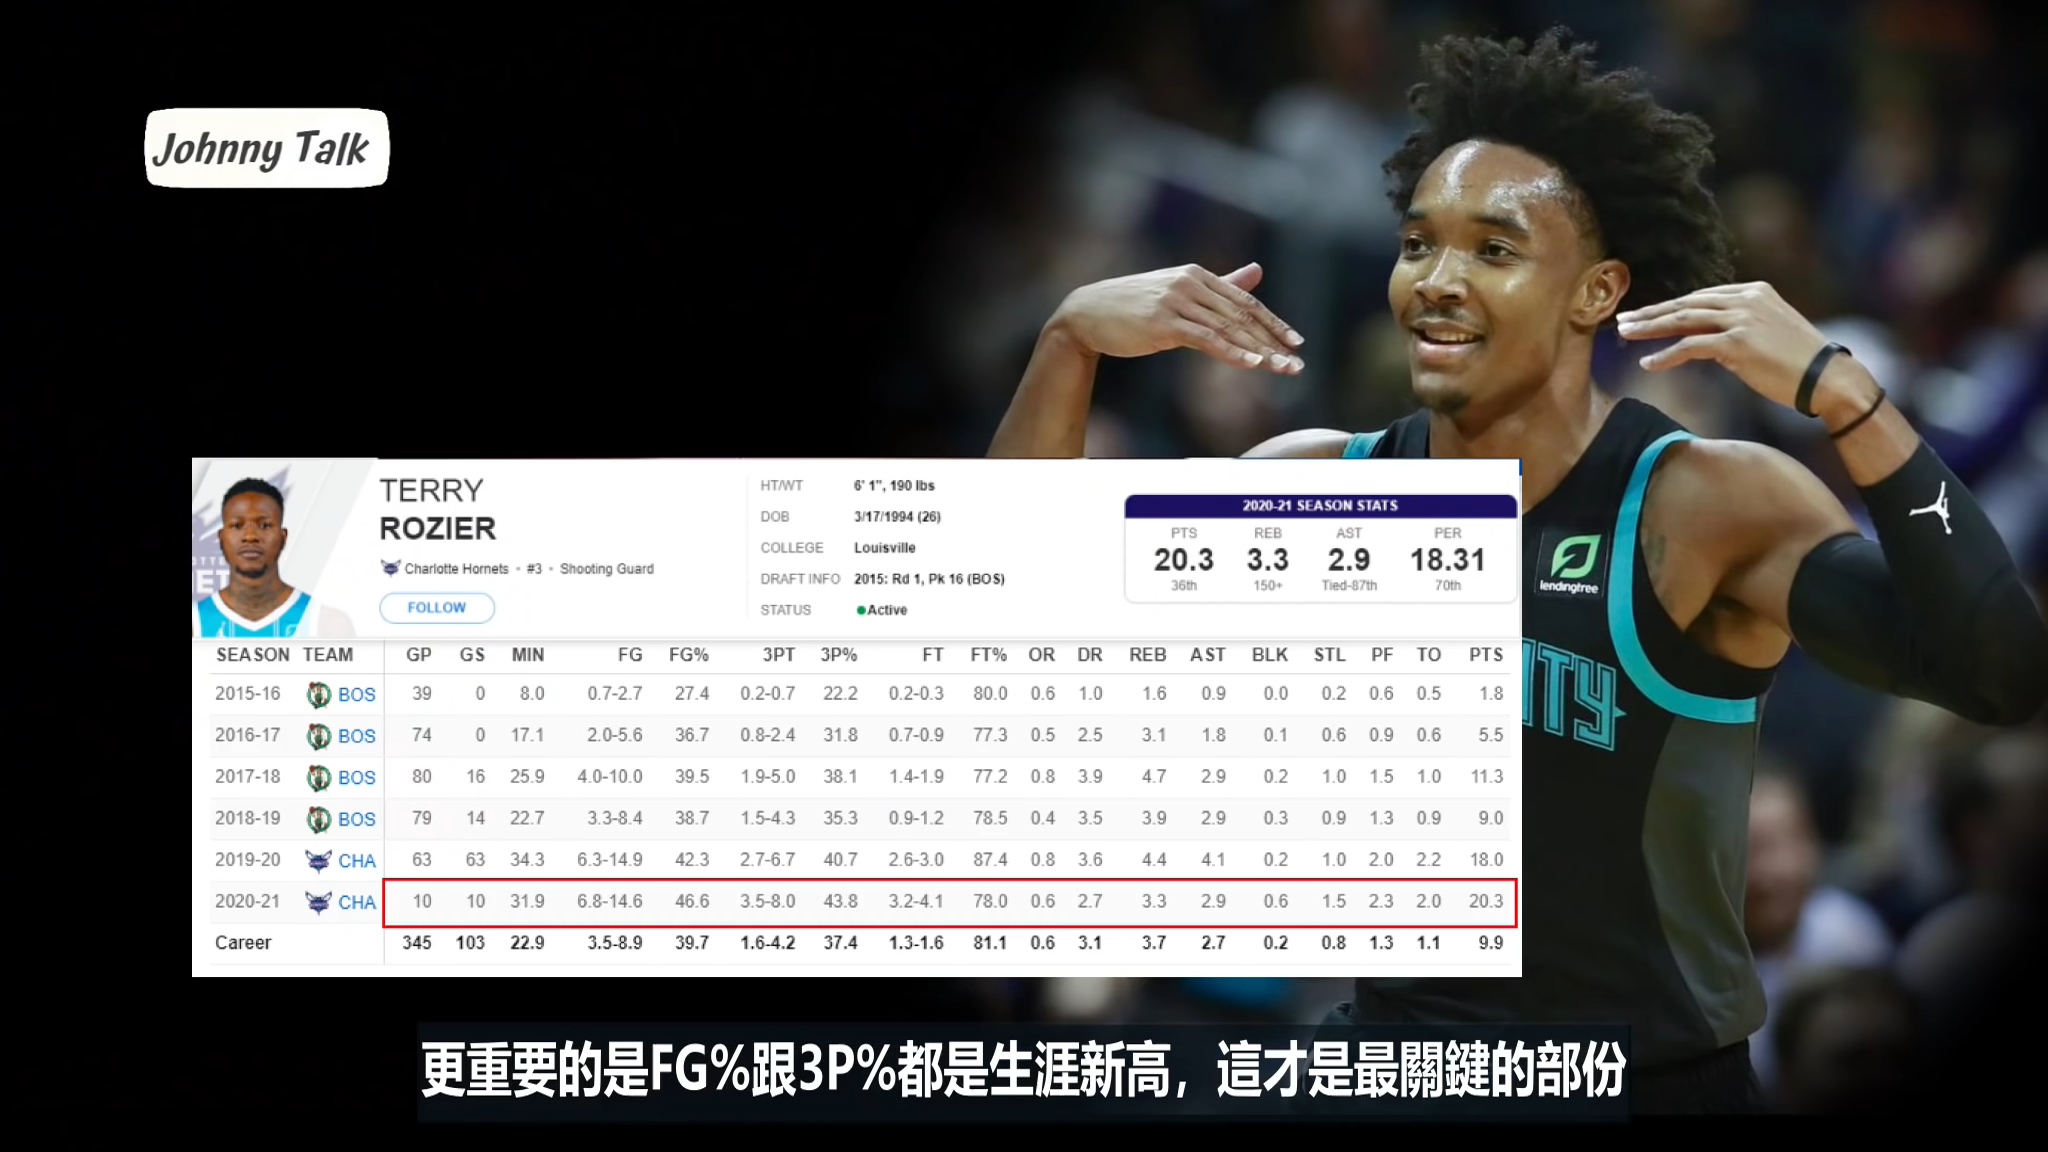 Johnny Talk
TERRY
ROZIER
Charlotte Hornets • #3 • Shooting Guard
FOLLOW
HT/WT 6' 1", 190 lbs
DOB 3/17/1994 (26)
COLLEGE Louisville
DRAFT INFO 2015: Rd 1, Pk 16 (BOS)
STATUS Active
2020-21 SEASON STATS
PTS REB AST PER
20.3 3.3 2.9 18.31
36th 150+ Tied-87th 70th
SEASON TEAM GP GS MIN FG FG% 3PT 3P% FT FT% OR DR REB AST BLK STL PF TO PTS
2015-16 BOS 39 0 8.0 0.7-2.7 27.4 0.2-0.7 22.2 0.2-0.3 80.0 0.6 1.0 1.6 0.9 0.0 0.2 0.6 0.5 1.8
2016-17 BOS 74 0 17.1 2.0-5.6 36.7 0.8-2.4 31.8 0.7-0.9 77.3 0.5 2.5 3.1 1.8 0.1 0.6 0.9 0.6 5.5
2017-18 BOS 80 16 25.9 4.0-10.0 39.5 1.9-5.0 38.1 1.4-1.9 77.2 0.8 3.9 4.7 2.9 0.2 1.0 1.5 1.0 11.3
2018-19 BOS 79 14 22.7 3.3-8.4 38.7 1.5-4.3 35.3 0.9-1.2 78.5 0.4 3.5 3.9 2.9 0.3 0.9 1.3 0.9 9.0
2019-20 CHA 63 63 34.3 6.3-14.9 42.3 2.7-6.7 40.7 2.6-3.0 87.4 0.8 3.6 4.4 4.1 0.2 1.0 2.0 2.2 18.0
2020-21 CHA 10 10 31.9 6.8-14.6 46.6 3.5-8.0 43.8 3.2-4.1 78.0 0.6 2.7 3.3 2.9 0.6 1.5 2.3 2.0 20.3
Career 345 103 22.9 3.5-8.9 39.7 1.6-4.2 37.4 1.3-1.6 81.1 0.6 3.1 3.7 2.7 0.2 0.8 1.3 1.1 9.9
lendingtree
更重要的是FG%跟3P%都是生涯新高，這才是最關鍵的部份